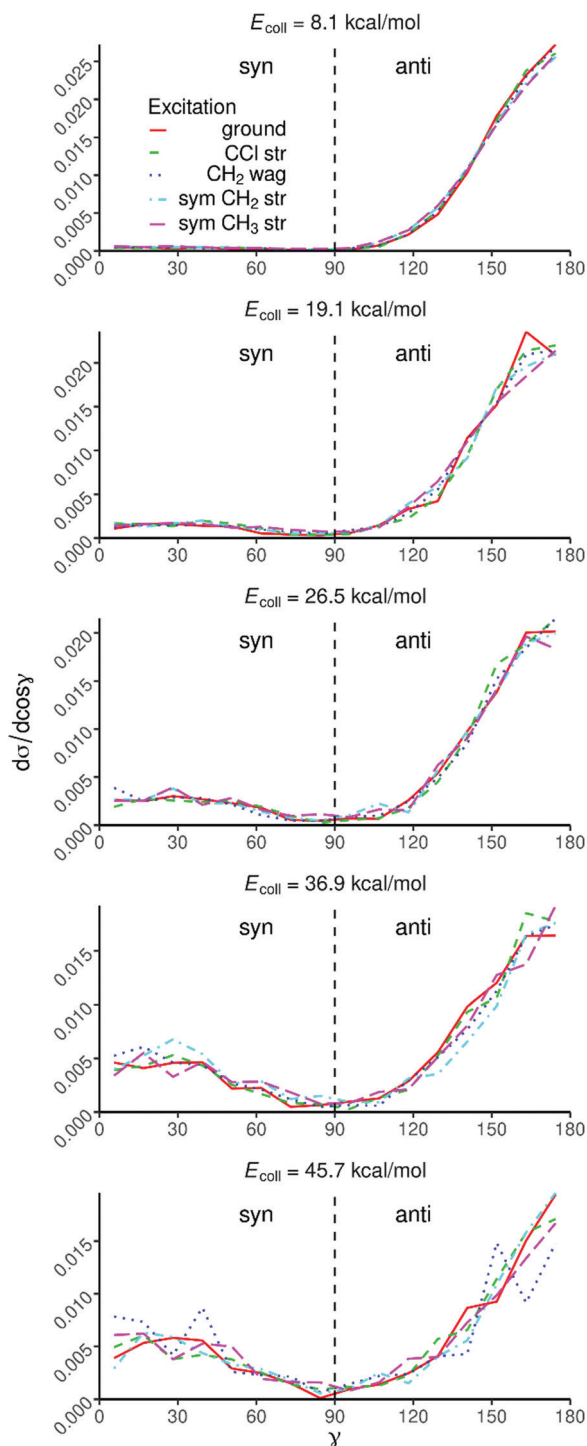 E_coll = 8.1 kcal/mol
syn anti
Excitation
ground
CCl str
CH₂ wag
sym CH₂ str
sym CH₃ str
0.025
0.020
0.015
0.010
0.005
0.000
0 30 60 90 120 150 180
E_coll = 19.1 kcal/mol
syn anti
0.020
0.015
0.010
0.005
0.000
0 30 60 90 120 150 180
E_coll = 26.5 kcal/mol
syn anti
0.020
0.015
0.010
0.005
0.000
0 30 60 90 120 150 180
dσ/dcosγ
E_coll = 36.9 kcal/mol
syn anti
0.015
0.010
0.005
0.000
0 30 60 90 120 150 180
E_coll = 45.7 kcal/mol
syn anti
0.015
0.010
0.005
0.000
0 30 60 90 120 150 180
γ